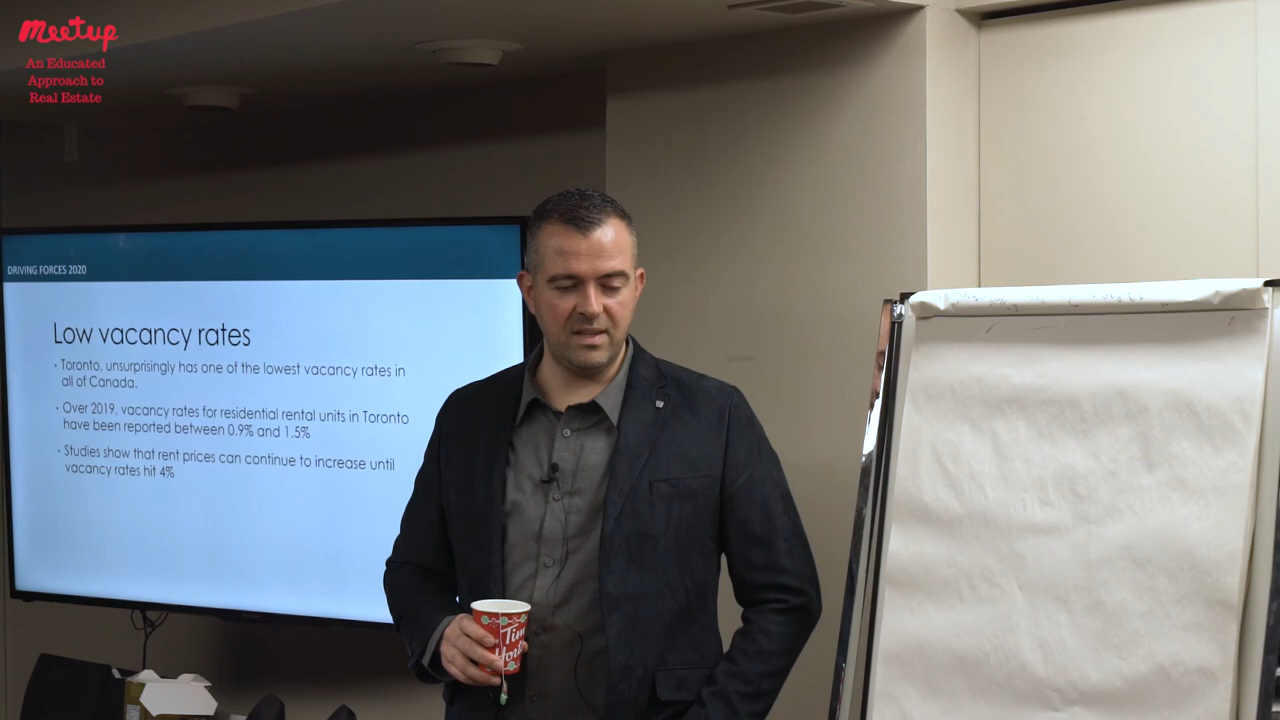 Meetup
An Educated
Approach to
Real Estate
DRIVING FORCES 2020
Low vacancy rates
• Toronto, unsurprisingly has one of the lowest vacancy rates in
all of Canada.
• Over 2019, vacancy rates for residential rental units in Toronto
have been reported between 0.9% and 1.5%
• Studies show that rent prices can continue to increase until
vacancy rates hit 4%
Tim